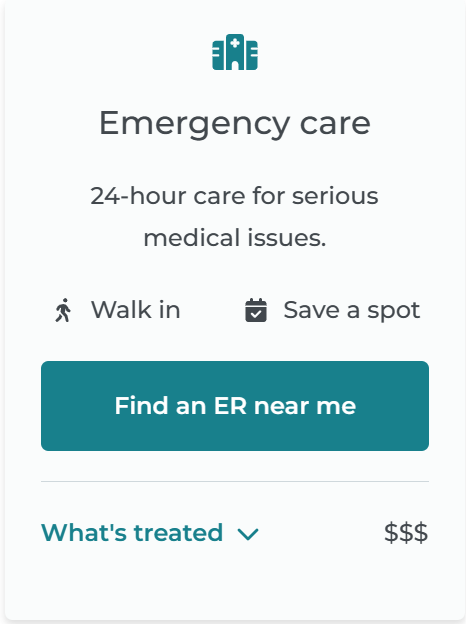 Emergency care
24-hour care for serious
medical issues.
Walk in
Save a spot
Find an ER near me
What's treated
$$$